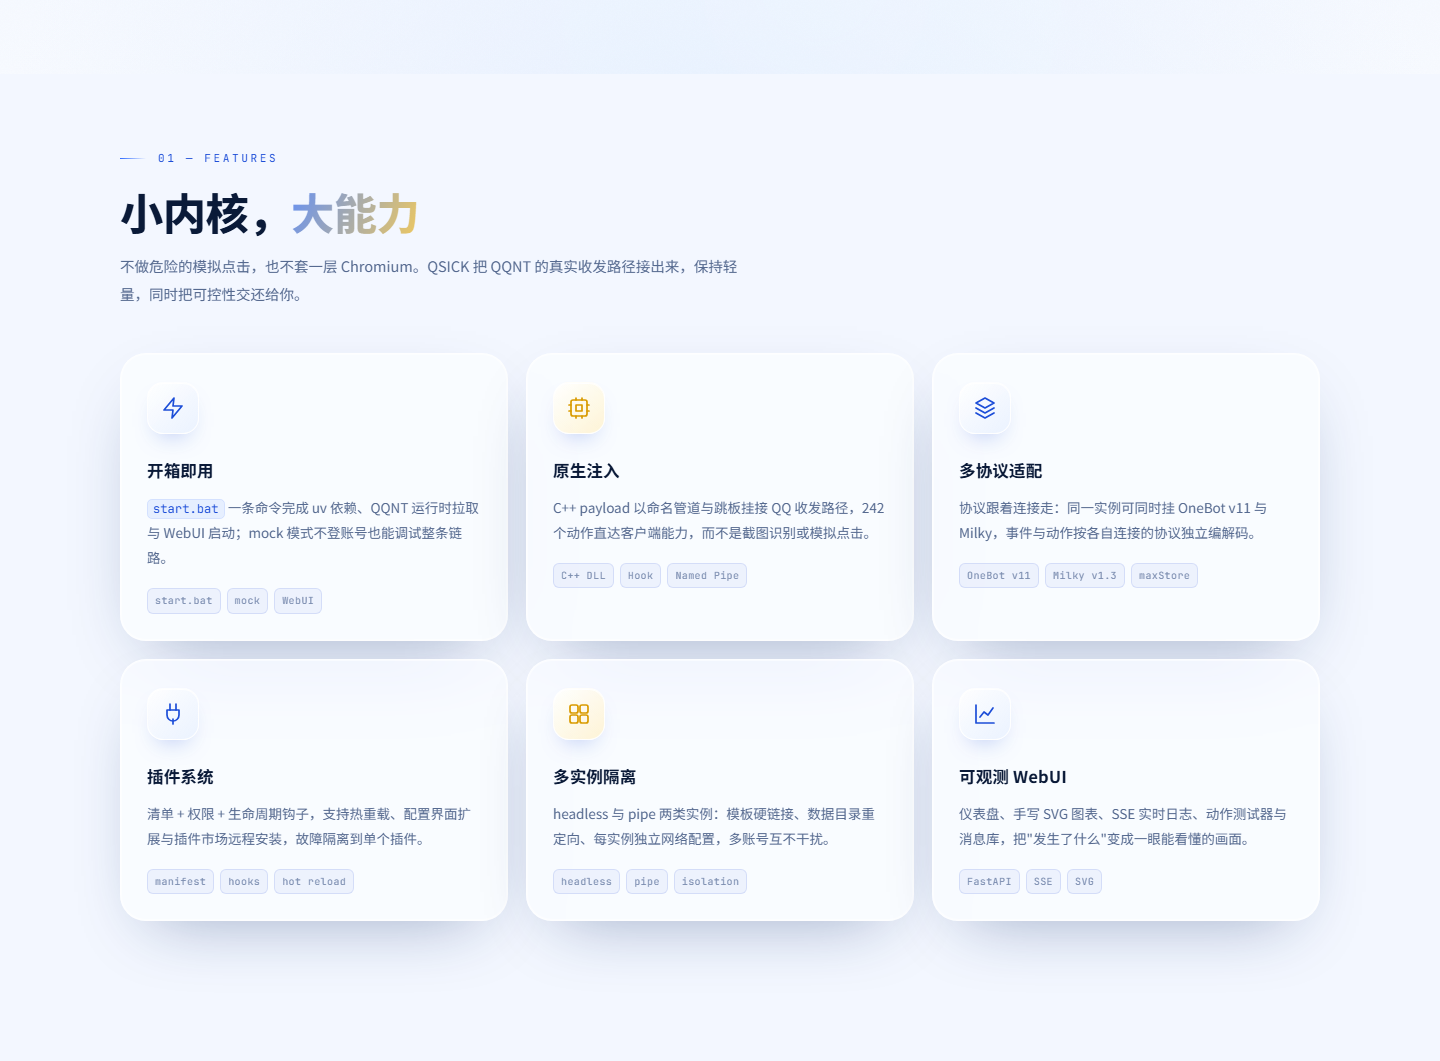 01 — FEATURES
小内核，大能力
不做危险的模拟点击，也不套一层 Chromium。QSICK 把 QQNT 的真实收发路径接出来，保持轻
量，同时把可控性交还给你。
开箱即用
start.bat 一条命令完成 uv 依赖、QQNT 运行时拉取
与 WebUI 启动；mock 模式不登账号也能调试整条链
路。
start.bat mock WebUI
原生注入
C++ payload 以命名管道与跳板挂接 QQ 收发路径，242
个动作直达客户端能力，而不是截图识别或模拟点击。
C++ DLL Hook Named Pipe
多协议适配
协议跟着连接走：同一实例可同时挂 OneBot v11 与
Milky，事件与动作按各自连接的协议独立编解码。
OneBot v11 Milky v1.3 maxStore
插件系统
清单 + 权限 + 生命周期钩子，支持热重载、配置界面扩
展与插件市场远程安装，故障隔离到单个插件。
manifest hooks hot reload
多实例隔离
headless 与 pipe 两类实例：模板硬链接、数据目录重
定向、每实例独立网络配置，多账号互不干扰。
headless pipe isolation
可观测 WebUI
仪表盘、手写 SVG 图表、SSE 实时日志、动作测试器与
消息库，把"发生了什么"变成一眼能看懂的画面。
FastAPI SSE SVG